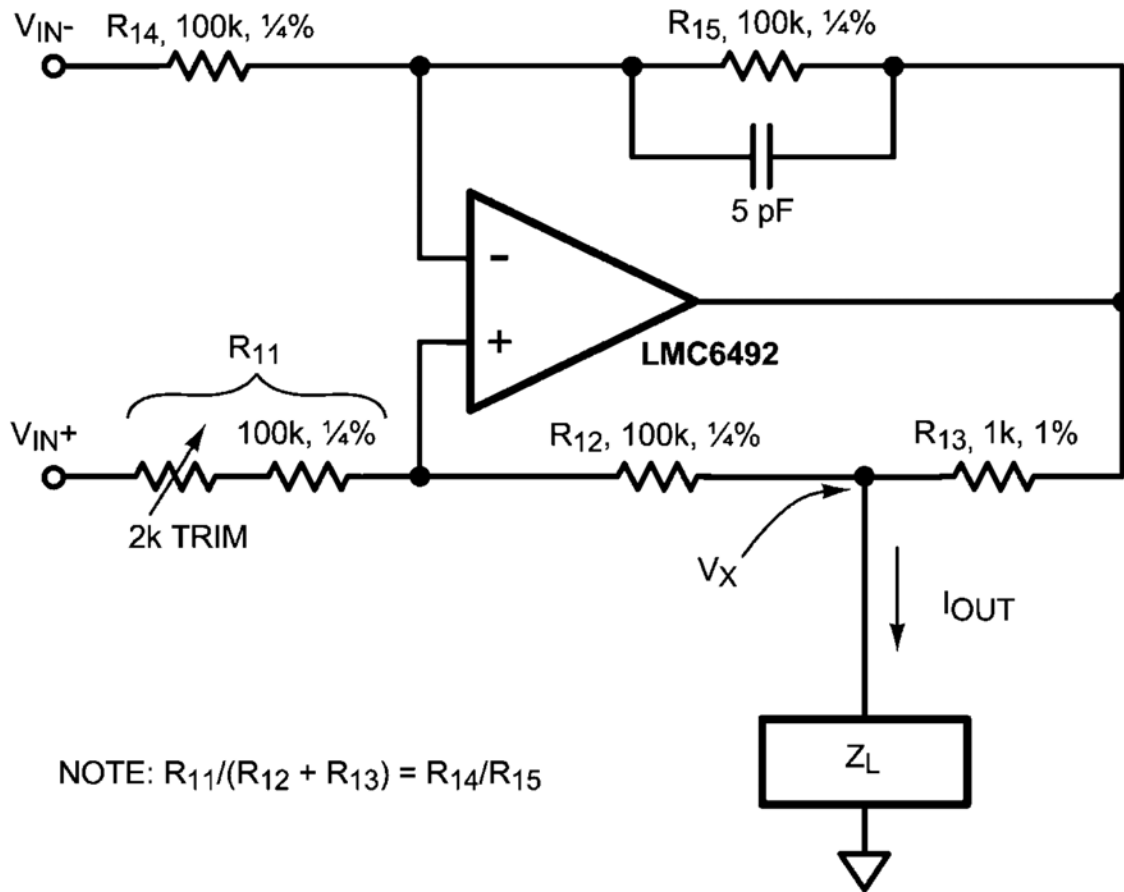 VIN-
R14, 100k, ¼%
R15, 100k, ¼%
5 pF
-
+
LMC6492
R11
VIN+
100k, ¼%
2k TRIM
R12, 100k, ¼%
R13, 1k, 1%
VX
IOUT
ZL
NOTE: R11/(R12 + R13) = R14/R15